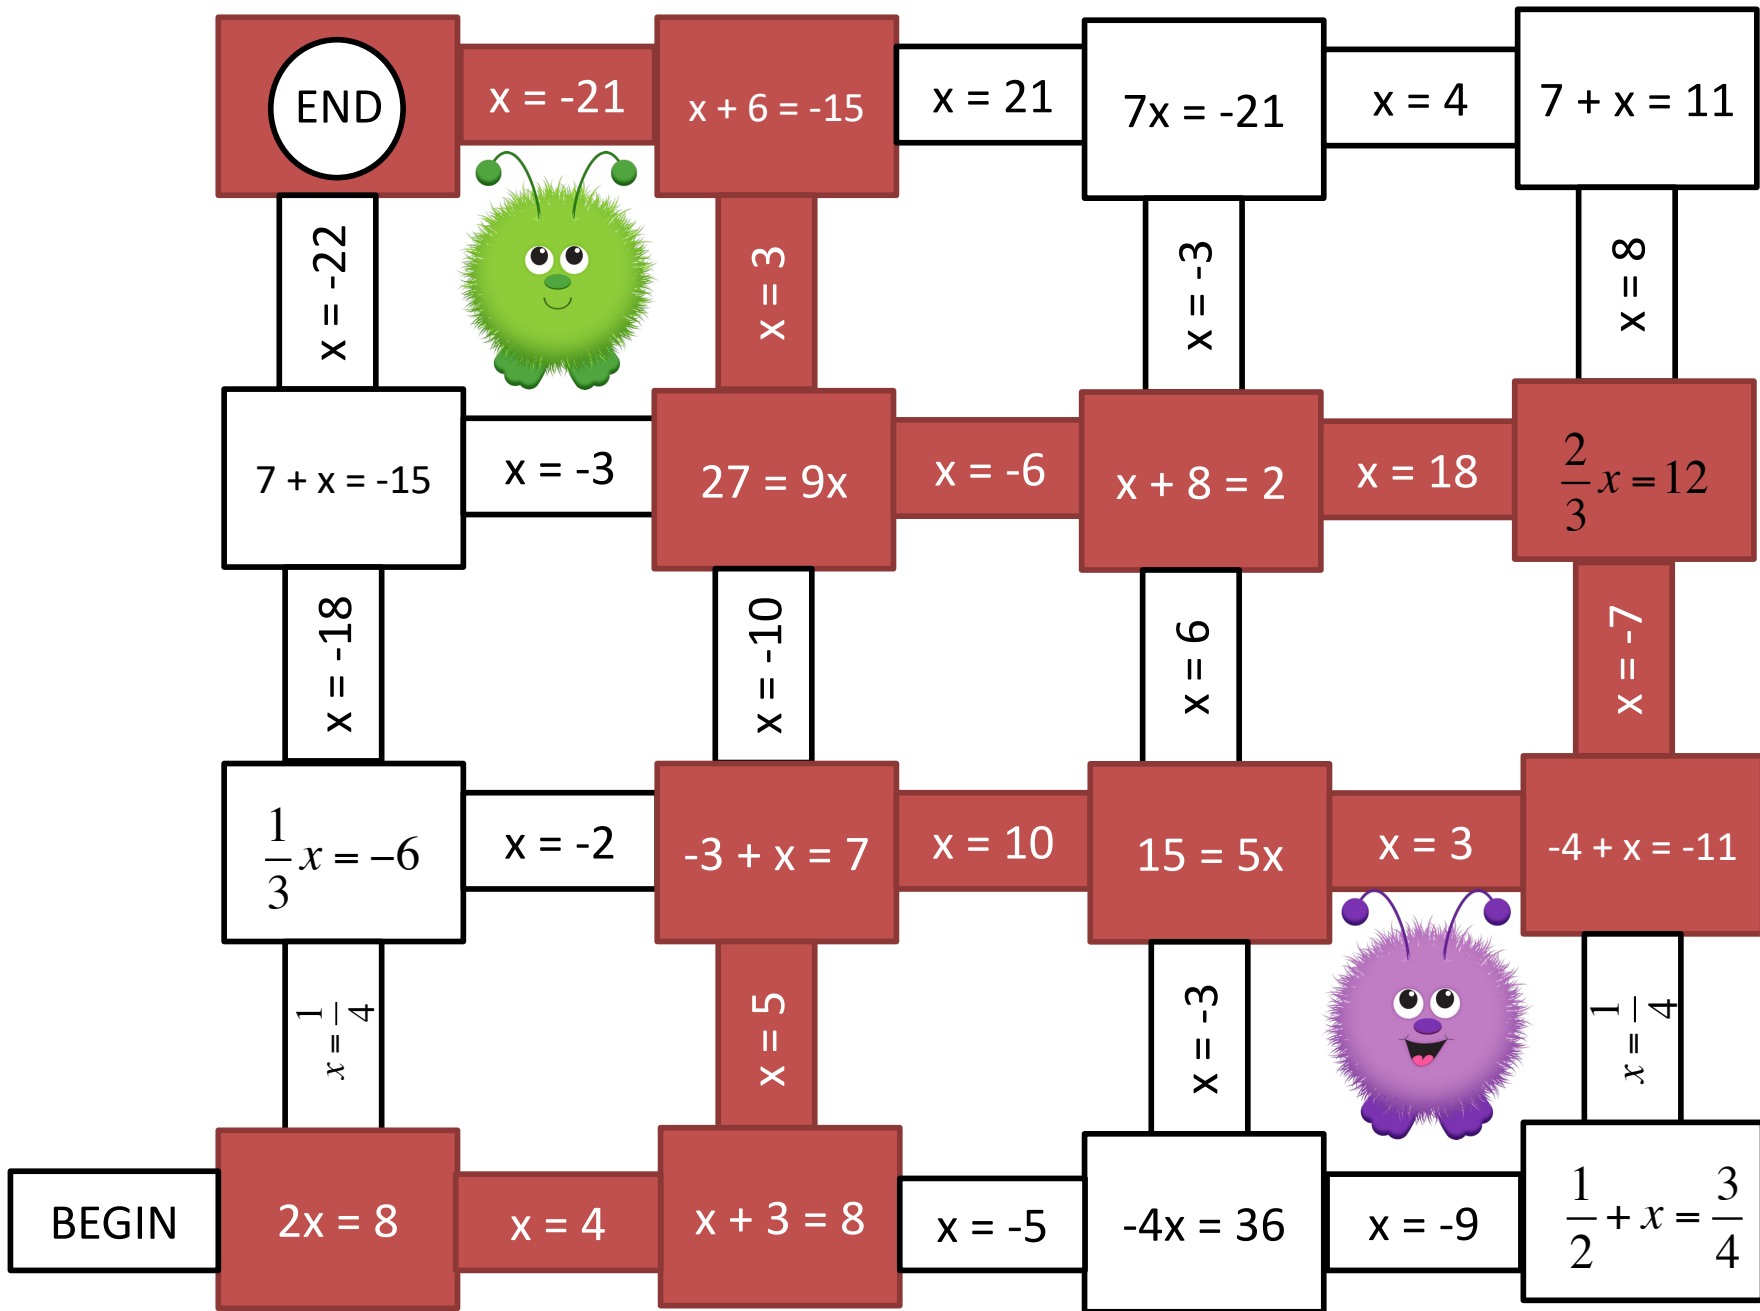 END
x = -21
x + 6 = -15
x = 21
7x = -21
x = 4
7 + x = 11
x = -22
x = 3
x = -3
x = 8
7 + x = -15
x = -3
27 = 9x
x = -6
x + 8 = 2
x = 18
2/3 x = 12
x = -18
x = -10
x = 6
x = -7
1/3 x = −6
x = -2
-3 + x = 7
x = 10
15 = 5x
x = 3
-4 + x = -11
x = 1/4
x = 5
x = -3
x = 1/4
BEGIN
2x = 8
x = 4
x + 3 = 8
x = -5
-4x = 36
x = -9
1/2 + x = 3/4